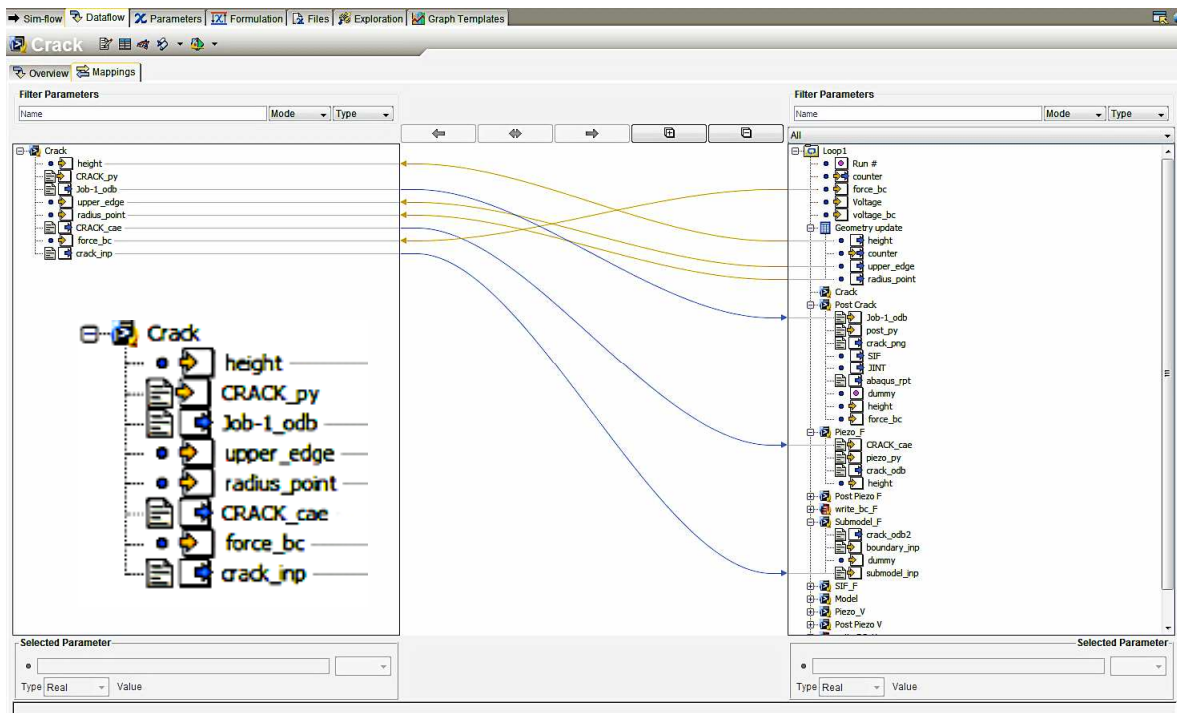 Sim-flow Dataflow Parameters Formulation Files Exploration Graph Templates
Crack
Overview Mappings
Filter Parameters
Name Mode Type
Crack
height
CRACK_py
Job-1_odb
upper_edge
radius_point
CRACK_cae
force_bc
crack_inp
Crack
height
CRACK_py
Job-1_odb
upper_edge
radius_point
CRACK_cae
force_bc
crack_inp
Selected Parameter
Type Real Value
Filter Parameters
Name Mode Type
All
Loop1
Run #
counter
force_bc
Voltage
voltage_bc
Geometry update
height
counter
upper_edge
radius_point
Crack
Post Crack
Job-1_odb
post_py
crack_png
SIF
JINT
abaqus_rpt
dummy
height
force_bc
Piezo_F
CRACK_cae
piezo_py
crack_odb
height
Post Piezo F
write_bc_F
Submodel_F
crack_odb2
boundary_inp
dummy
submodel_inp
SIF_F
Model
Piezo_V
Post Piezo V
Selected Parameter
Type Real Value